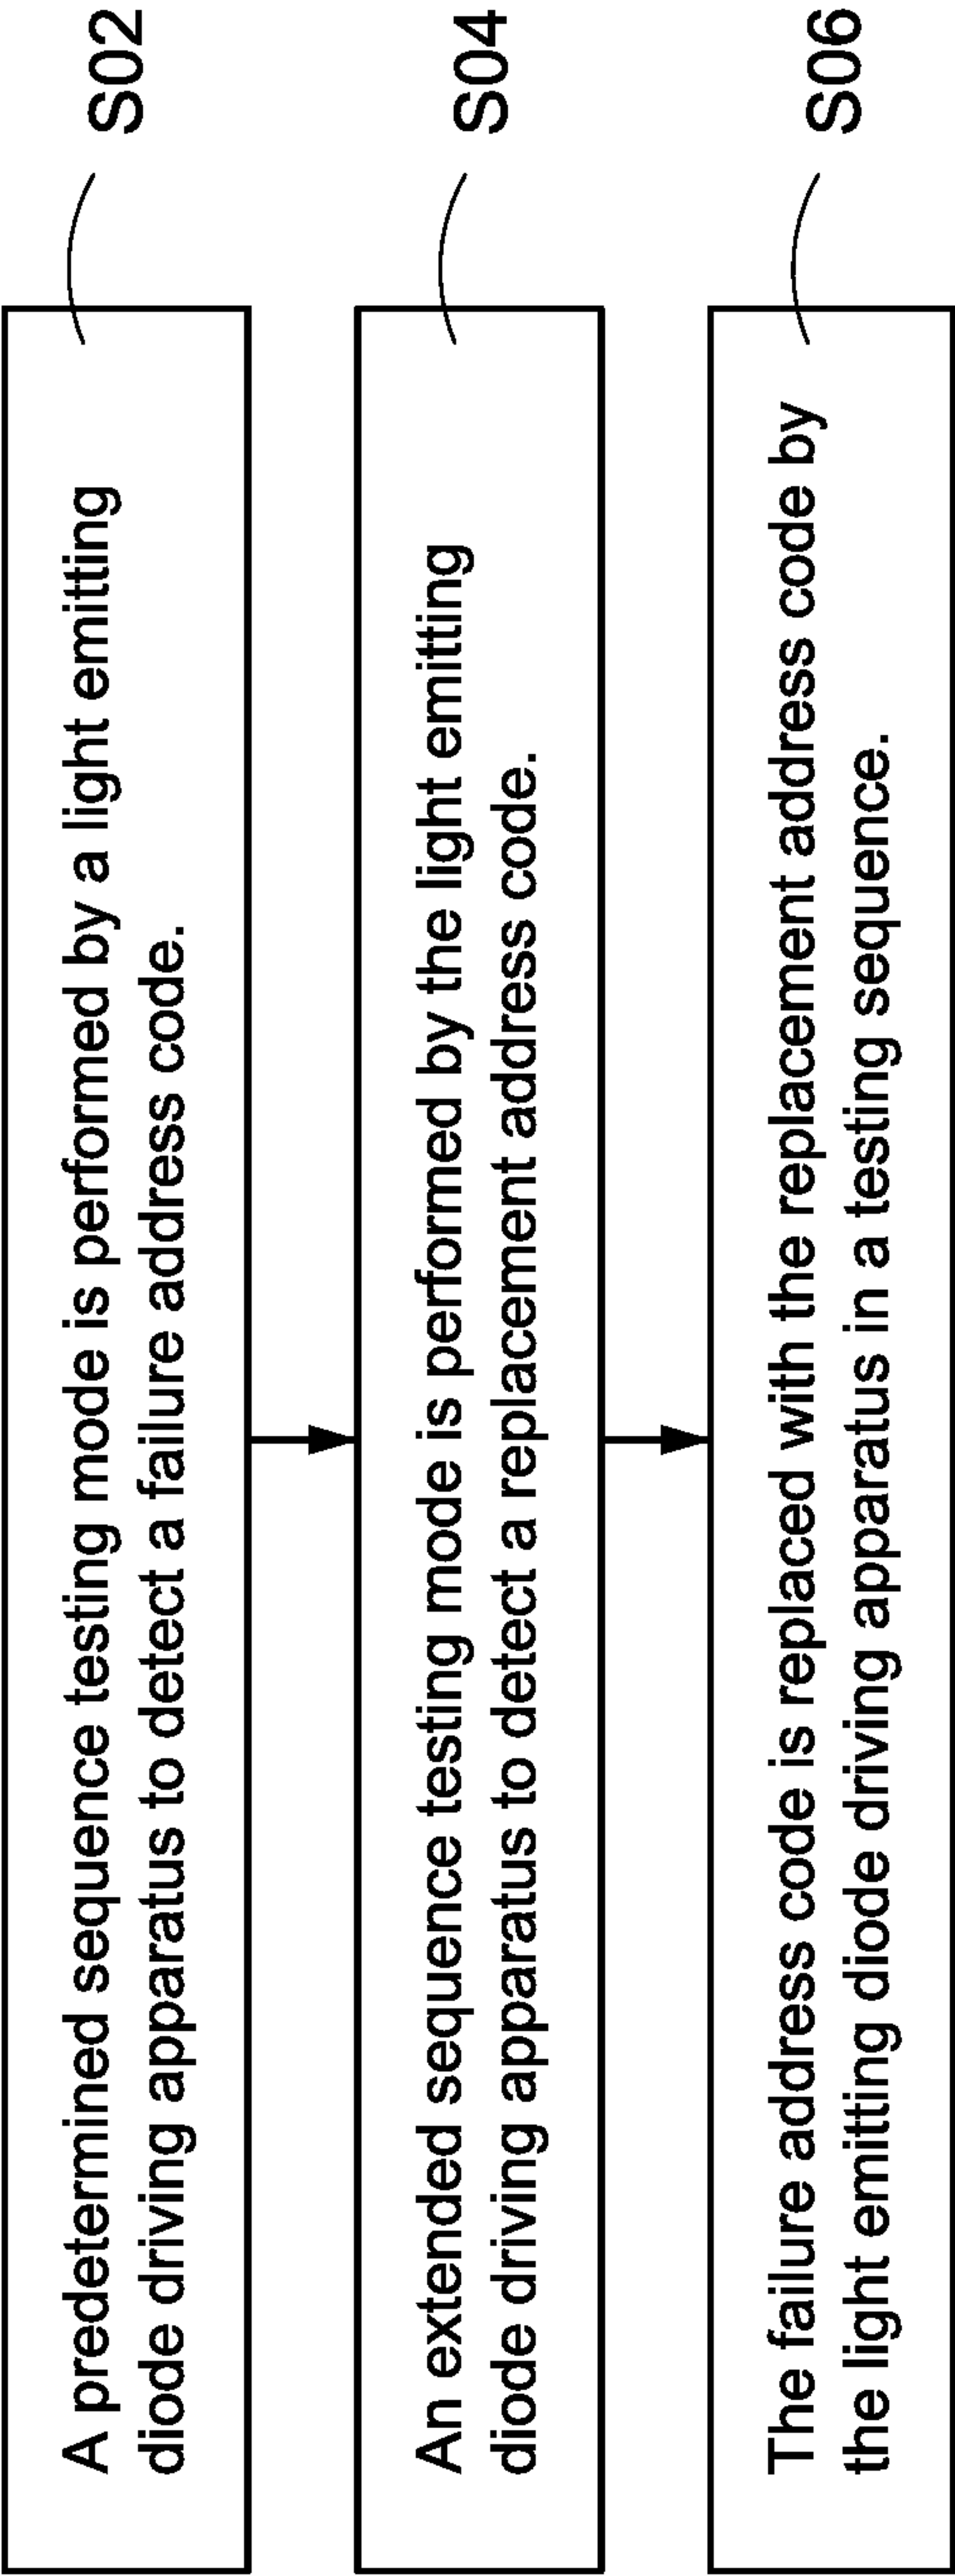 A predetermined sequence testing mode is performed by a light emitting
diode driving apparatus to detect a failure address code.
S02
An extended sequence testing mode is performed by the light emitting
diode driving apparatus to detect a replacement address code.
S04
The failure address code is replaced with the replacement address code by
the light emitting diode driving apparatus in a testing sequence.
S06